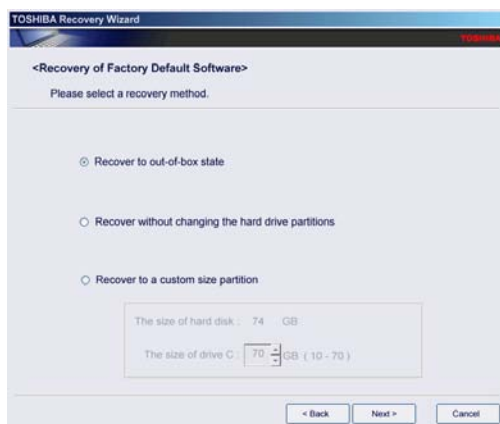 TOSHIBA Recovery Wizard
TOSHIBA
<Recovery of Factory Default Software>
Please select a recovery method.
Recover to out-of-box state
Recover without changing the hard drive partitions
Recover to a custom size partition
The size of hard disk : 74 GB
The size of drive C : 70 GB ( 10 - 70 )
< Back Next > Cancel